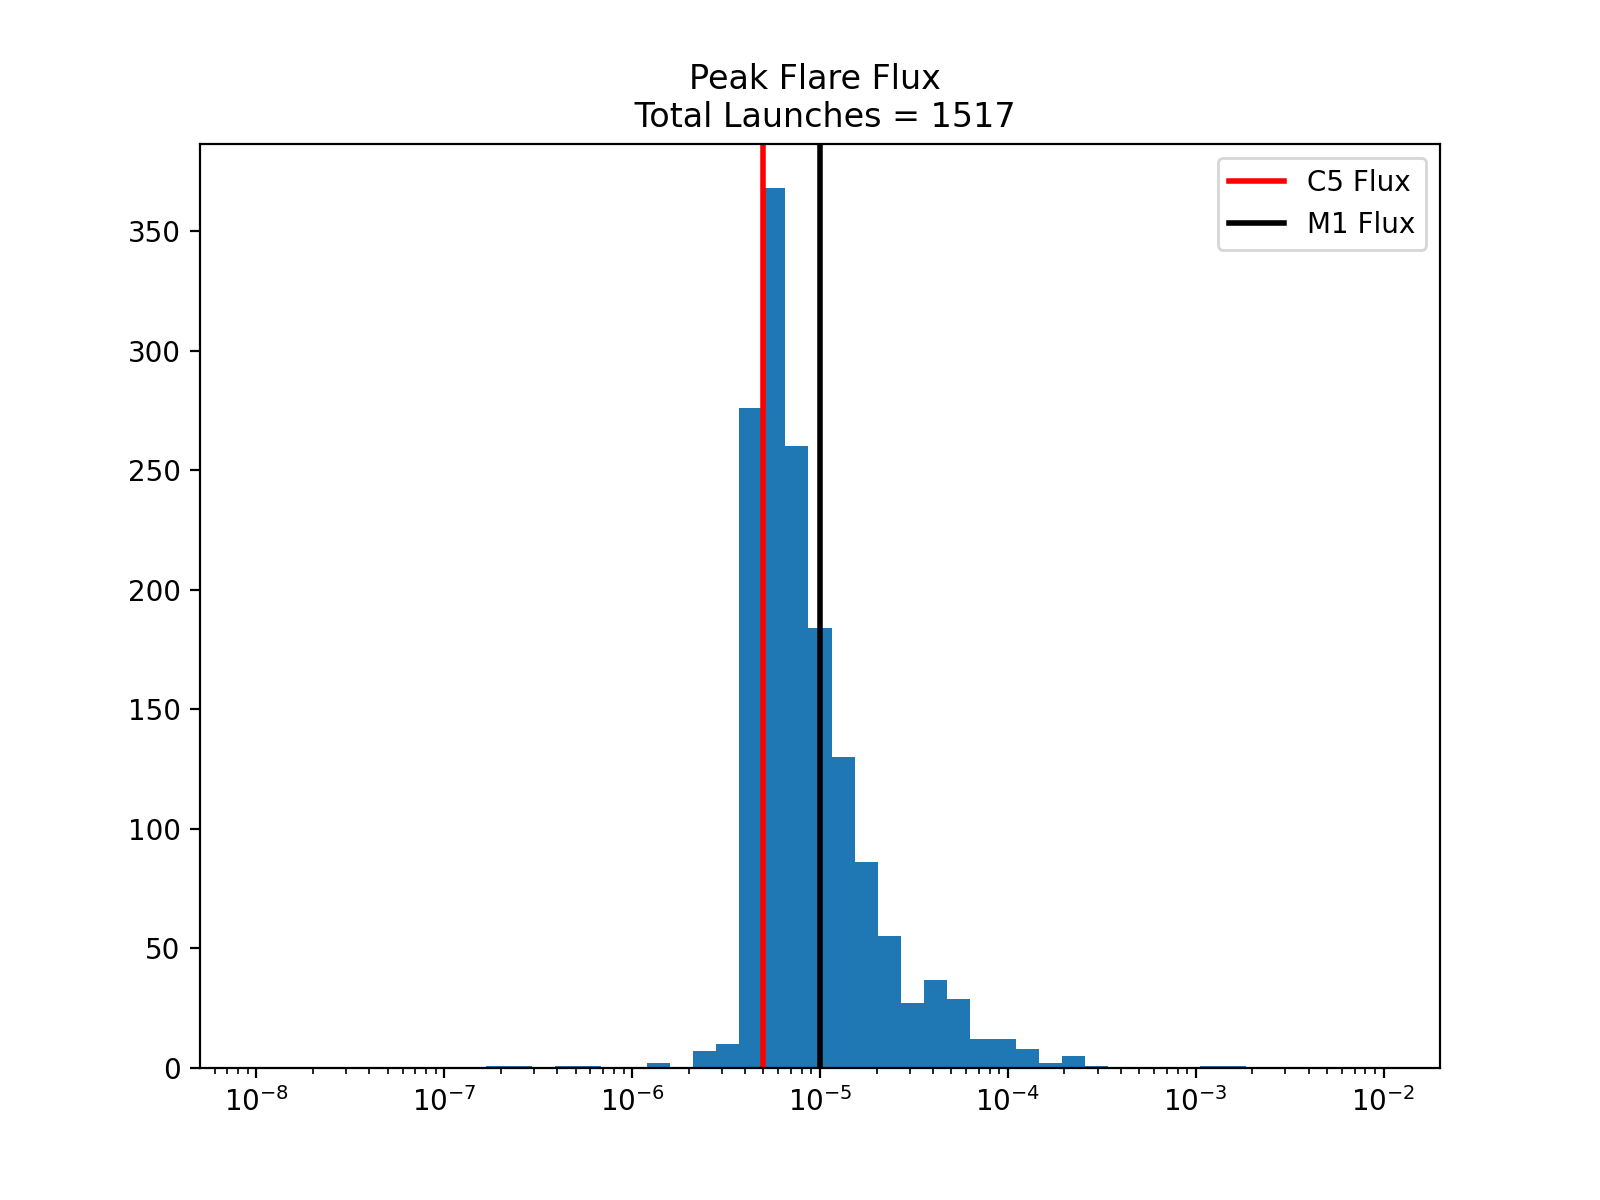 Peak Flare Flux
Total Launches = 1517
C5 Flux
M1 Flux
350
300
250
200
150
100
50
0
10⁻⁸ 10⁻⁷ 10⁻⁶ 10⁻⁵ 10⁻⁴ 10⁻³ 10⁻²